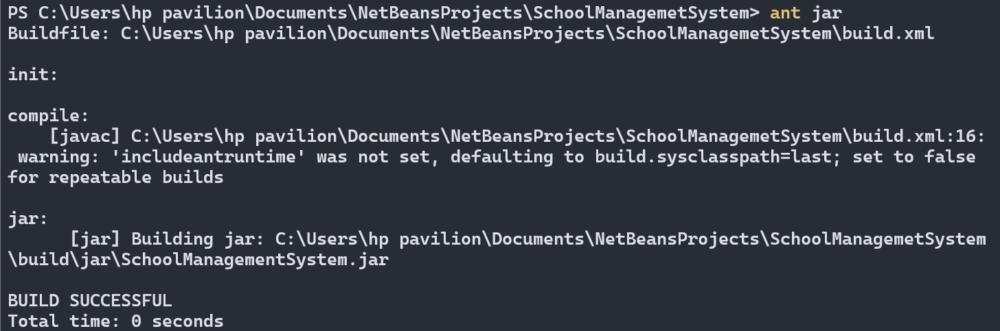 PS C:\Users\hp pavilion\Documents\NetBeansProjects\SchoolManagemetSystem> ant jar
Buildfile: C:\Users\hp pavilion\Documents\NetBeansProjects\SchoolManagemetSystem\build.xml
init:
compile:
[javac] C:\Users\hp pavilion\Documents\NetBeansProjects\SchoolManagemetSystem\build.xml:16:
warning: 'includeantruntime' was not set, defaulting to build.sysclasspath=last; set to false
for repeatable builds
jar:
[jar] Building jar: C:\Users\hp pavilion\Documents\NetBeansProjects\SchoolManagemetSystem
\build\jar\SchoolManagementSystem.jar
BUILD SUCCESSFUL
Total time: 0 seconds